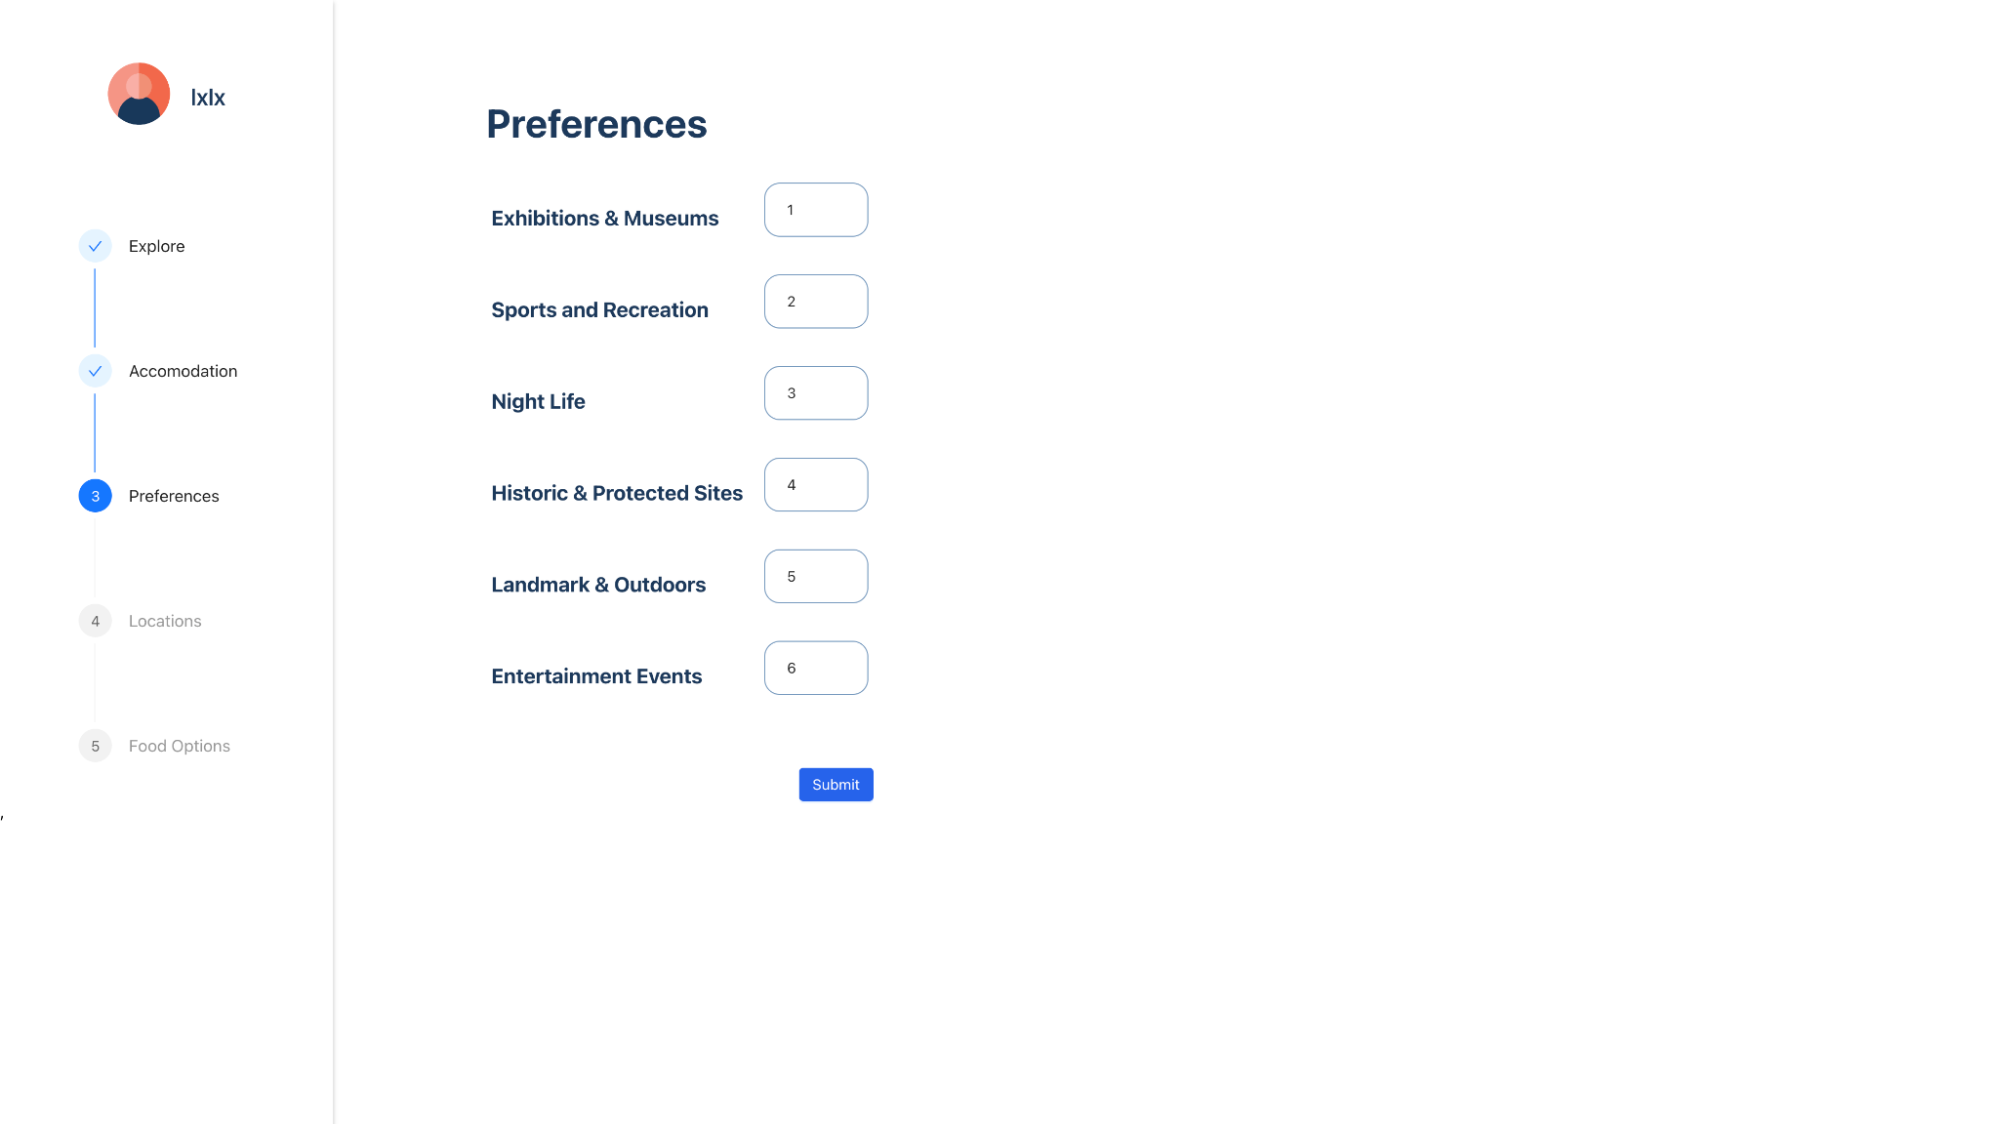 lxlx
Explore
Accomodation
3 Preferences
4 Locations
5 Food Options
,
Preferences
Exhibitions & Museums 1
Sports and Recreation 2
Night Life 3
Historic & Protected Sites 4
Landmark & Outdoors 5
Entertainment Events 6
Submit